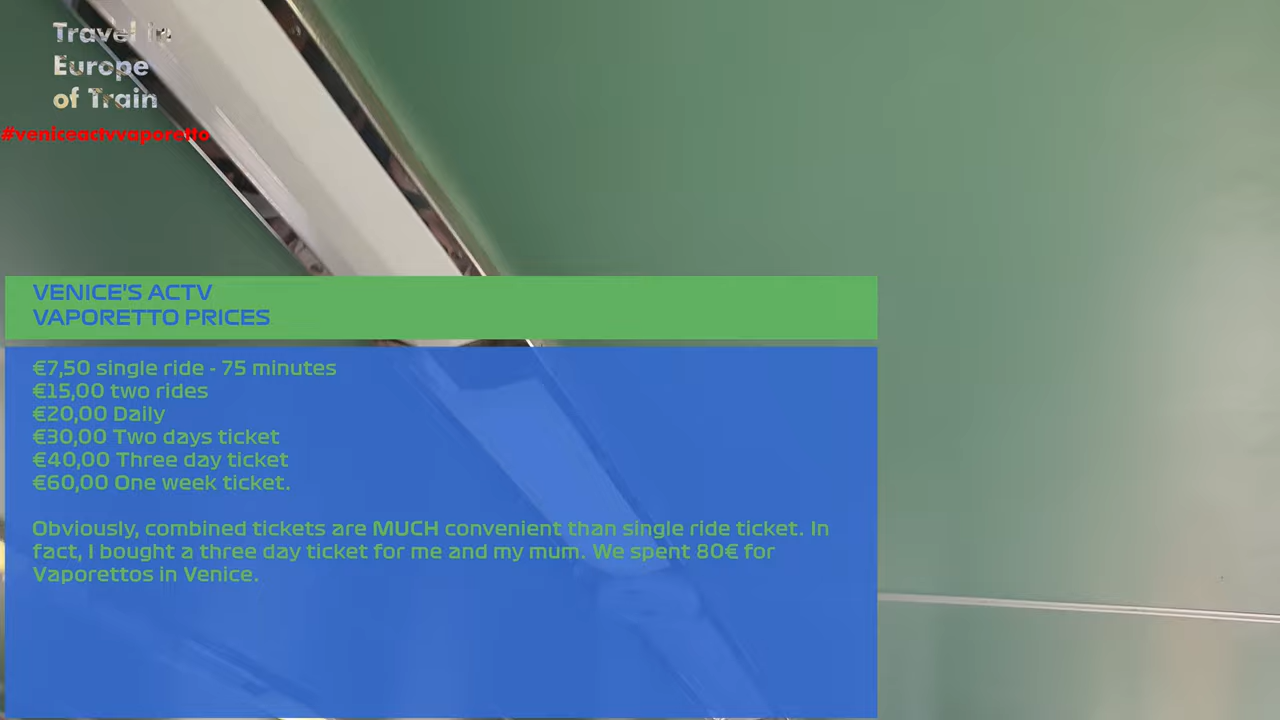 Travel in
Europe
of Train
#veniceactvvaporetto
VENICE'S ACTV
VAPORETTO PRICES
€7,50 single ride - 75 minutes
€15,00 two rides
€20,00 Daily
€30,00 Two days ticket
€40,00 Three day ticket
€60,00 One week ticket.
Obviously, combined tickets are MUCH convenient than single ride ticket. In
fact, I bought a three day ticket for me and my mum. We spent 80€ for
Vaporettos in Venice.